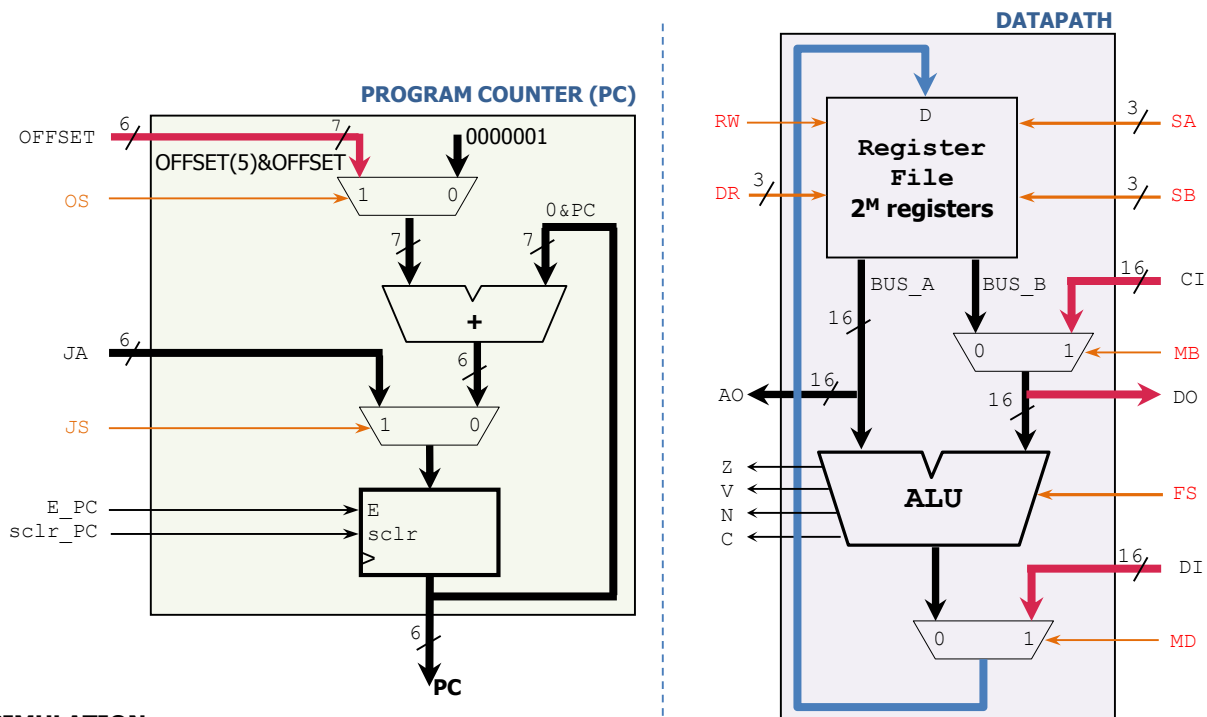 DATAPATH
PROGRAM COUNTER (PC)
OFFSET
6
7
0000001
OFFSET(5)&OFFSET
OS
1
0
0&PC
7
7
+
JA
6
6
JS
1
0
E_PC
E
sclr_PC
sclr
6
PC
D
RW
3
SA
Register
File
2M registers
DR
3
3
SB
BUS_A
BUS_B
16
CI
16
0
1
MB
AO
16
16
DO
Z
V
N
C
ALU
FS
16
DI
0
1
MD